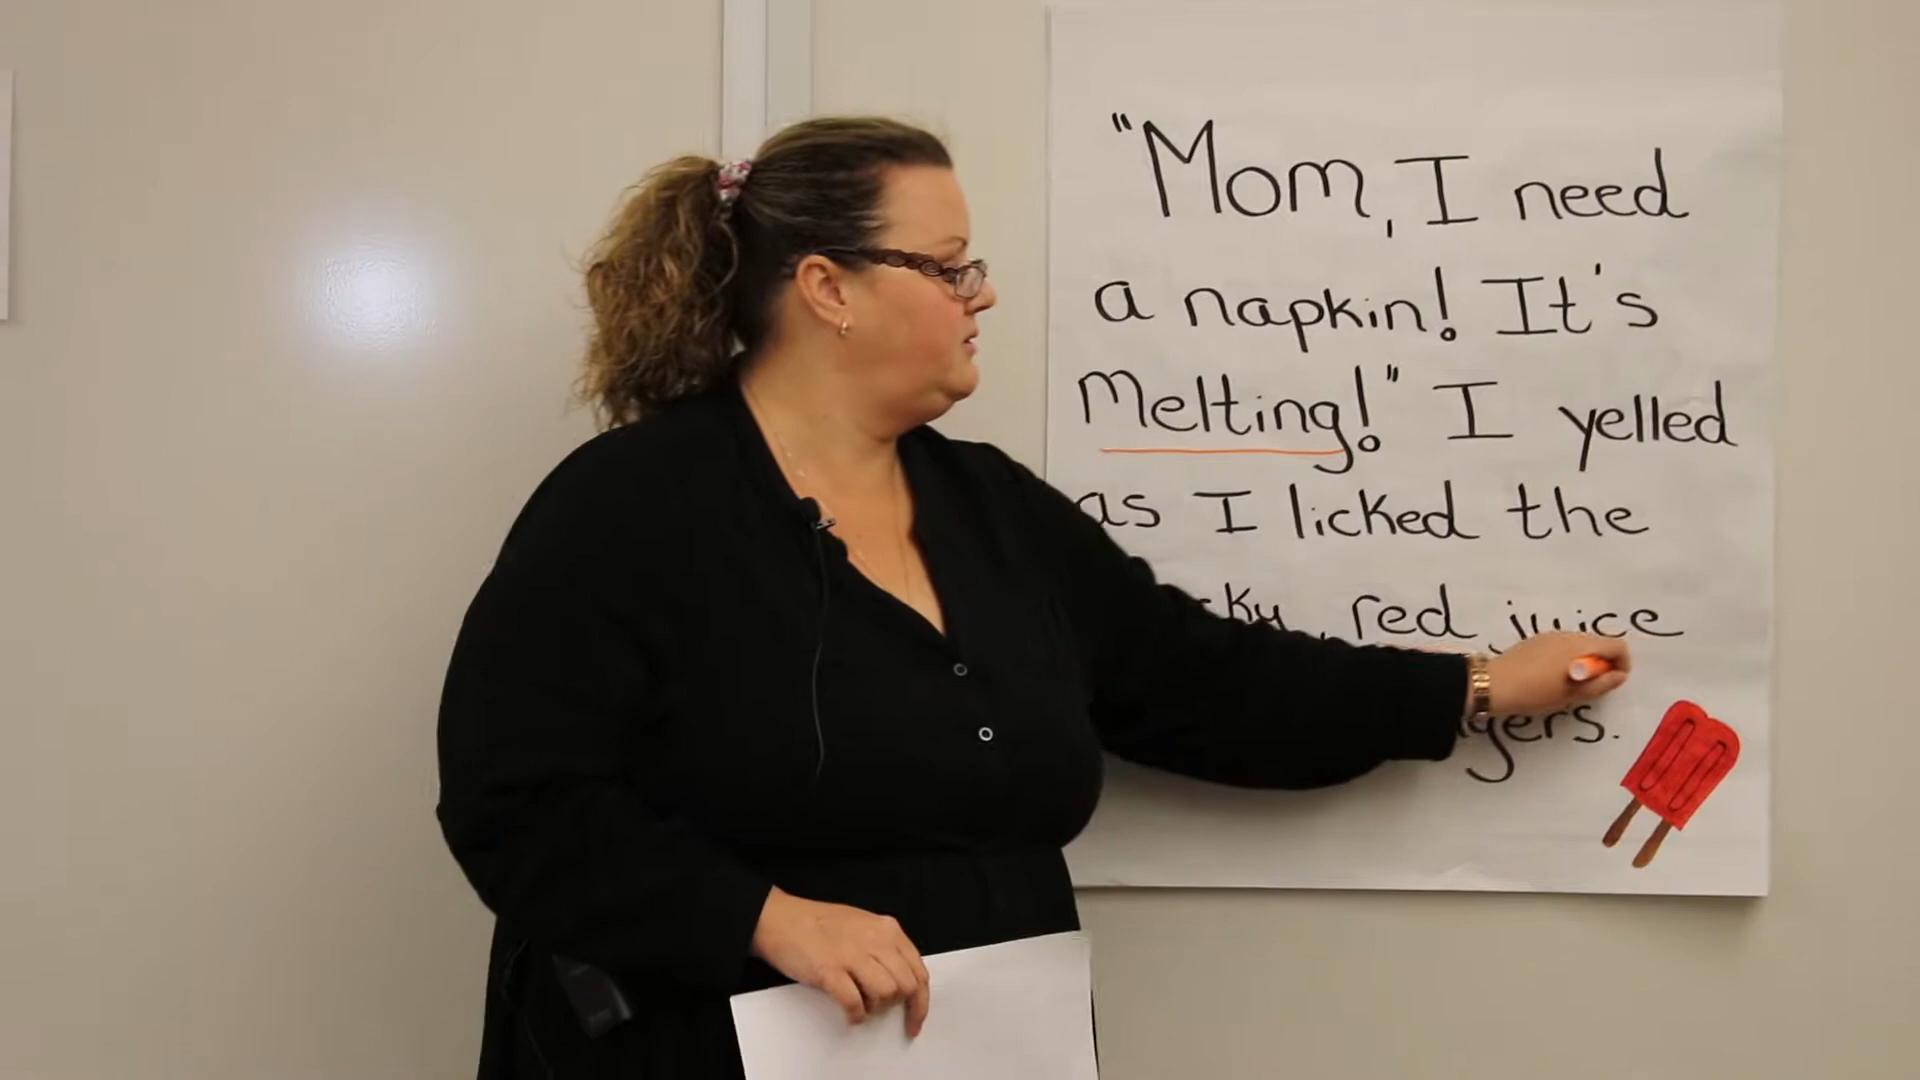 "Mom, I need
a napkin! It's
Melting!" I yelled
as I licked the
red juice